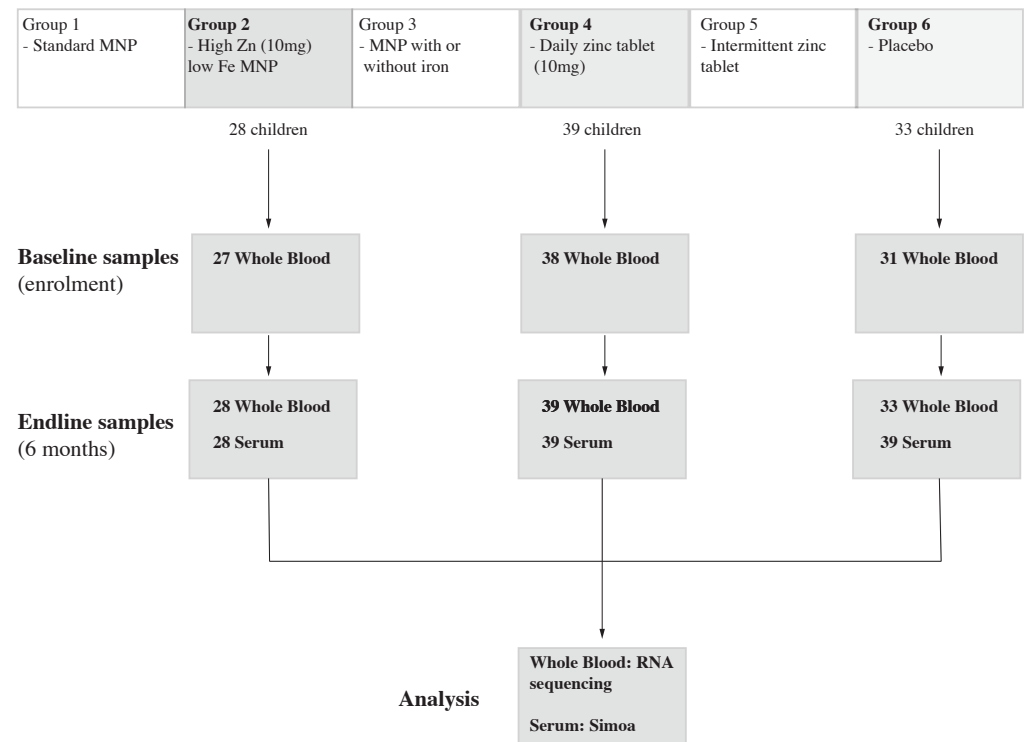 Group 1
- Standard MNP
Group 2
- High Zn (10mg)
low Fe MNP
Group 3
- MNP with or
without iron
Group 4
- Daily zinc tablet
(10mg)
Group 5
- Intermittent zinc
tablet
Group 6
- Placebo
28 children
39 children
33 children
Baseline samples
(enrolment)
27 Whole Blood
38 Whole Blood
31 Whole Blood
Endline samples
(6 months)
28 Whole Blood
28 Serum
39 Whole Blood
39 Serum
33 Whole Blood
39 Serum
Analysis
Whole Blood: RNA
sequencing
Serum: Simoa